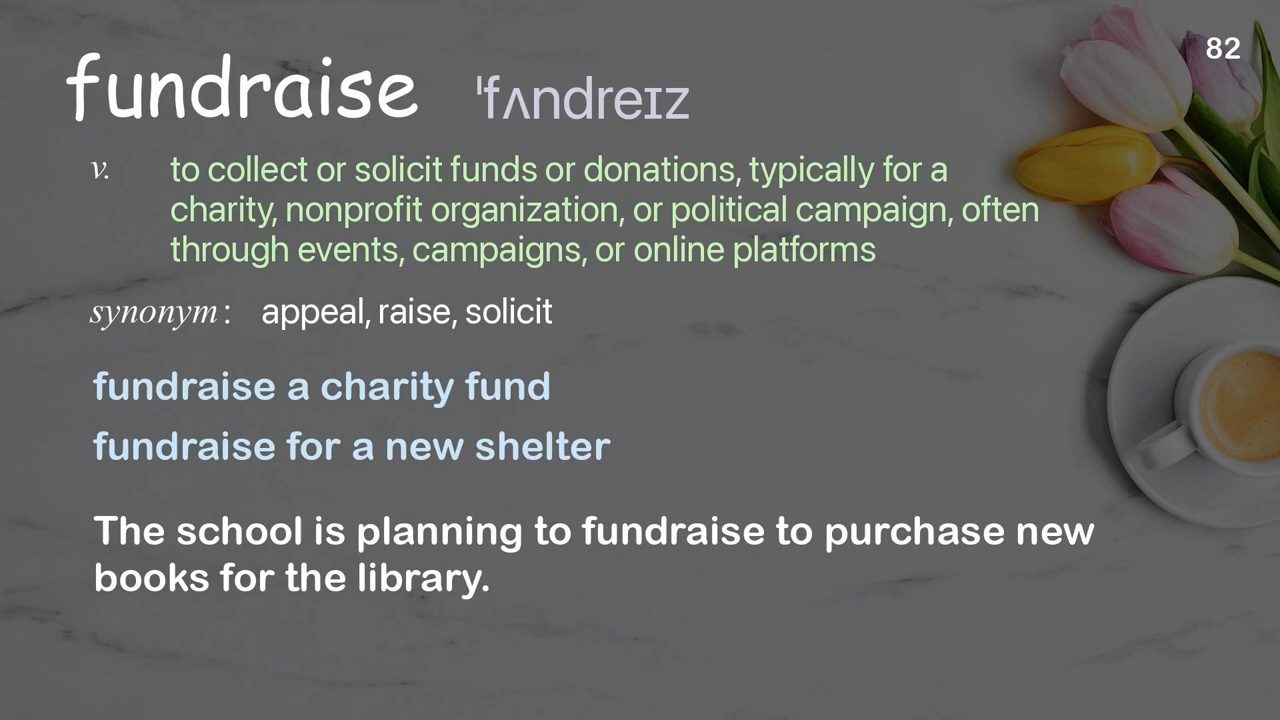 82
fundraise ˈfʌndreɪz
v. to collect or solicit funds or donations, typically for a
charity, nonprofit organization, or political campaign, often
through events, campaigns, or online platforms
synonym: appeal, raise, solicit
fundraise a charity fund
fundraise for a new shelter
The school is planning to fundraise to purchase new
books for the library.